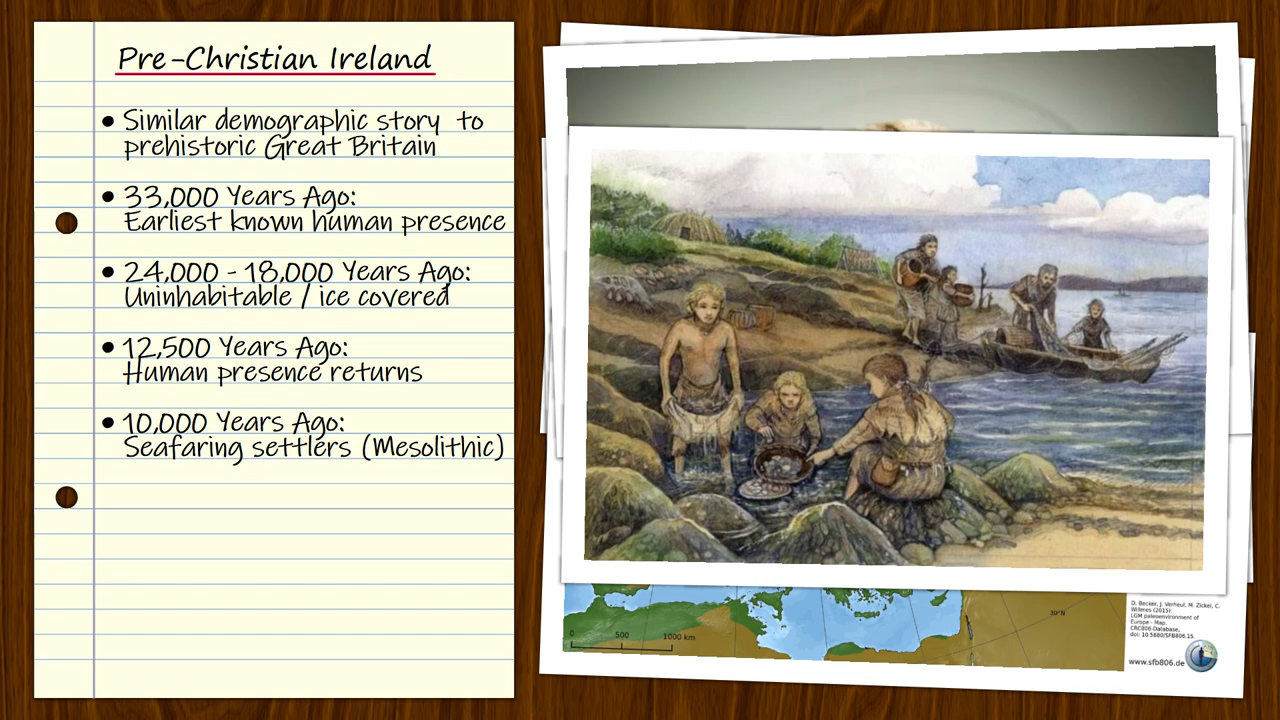 Pre-Christian Ireland
• Similar demographic story to
prehistoric Great Britain
• 33,000 Years Ago:
Earliest known human presence
• 24,000 - 18,000 Years Ago:
Uninhabitable / ice covered
• 12,500 Years Ago:
Human presence returns
• 10,000 Years Ago:
Seafaring settlers (Mesolithic)
30°N
0 500 1000 km
D. Becker, J. Verheul, M. Zickel, C.
Willmes (2015):
LGM paleoenvironment of
Europe - Map.
CRC806-Database,
doi: 10.5880/SFB806.15.
www.sfb806.de